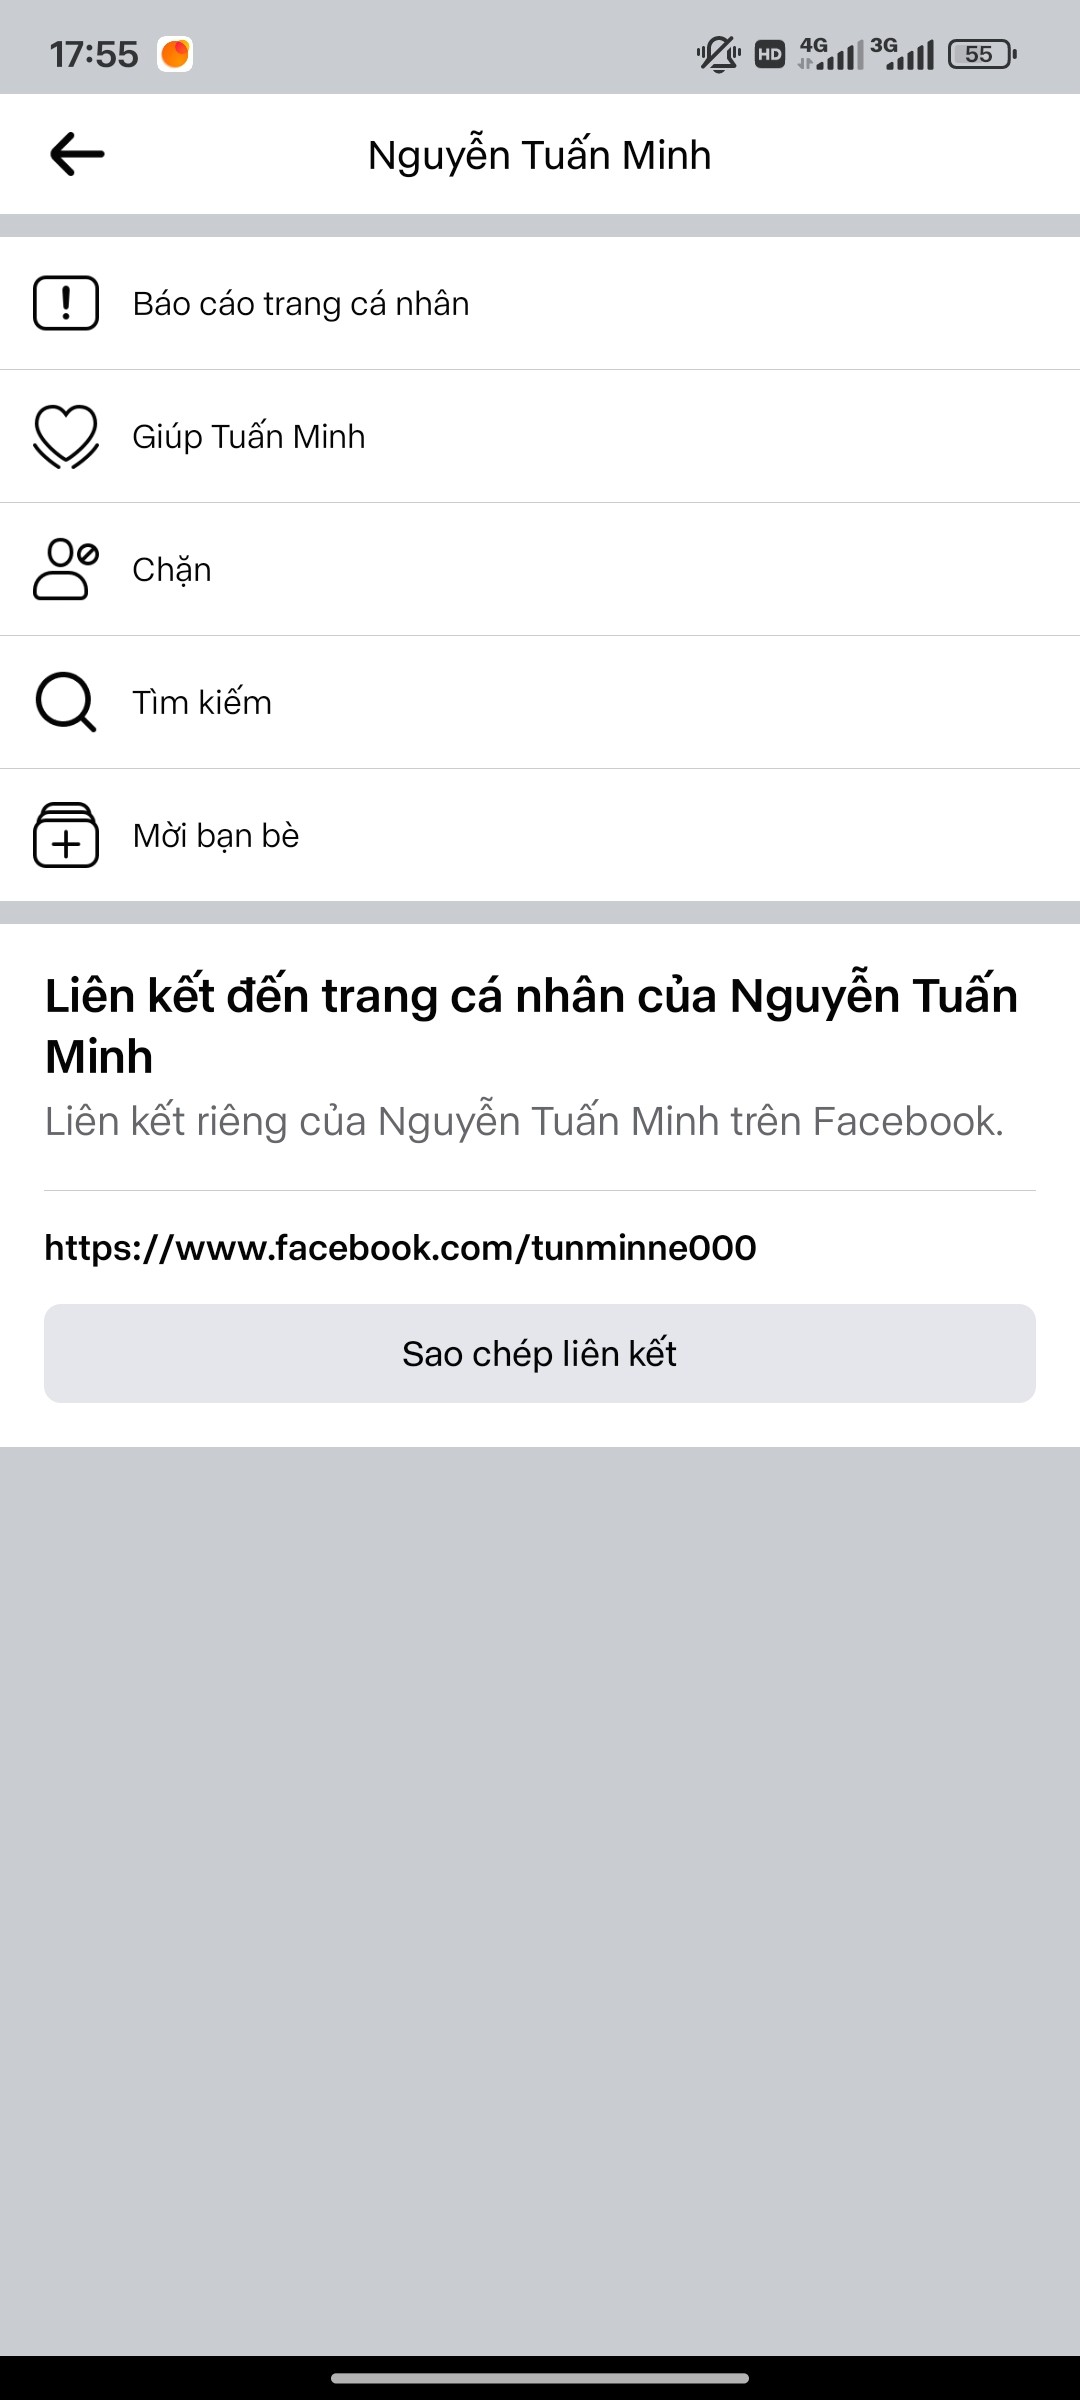 17:55
HD 4G 3G 55
Nguyễn Tuấn Minh
Báo cáo trang cá nhân
Giúp Tuấn Minh
Chặn
Tìm kiếm
Mời bạn bè
Liên kết đến trang cá nhân của Nguyễn Tuấn
Minh
Liên kết riêng của Nguyễn Tuấn Minh trên Facebook.
https://www.facebook.com/tunminne000
Sao chép liên kết